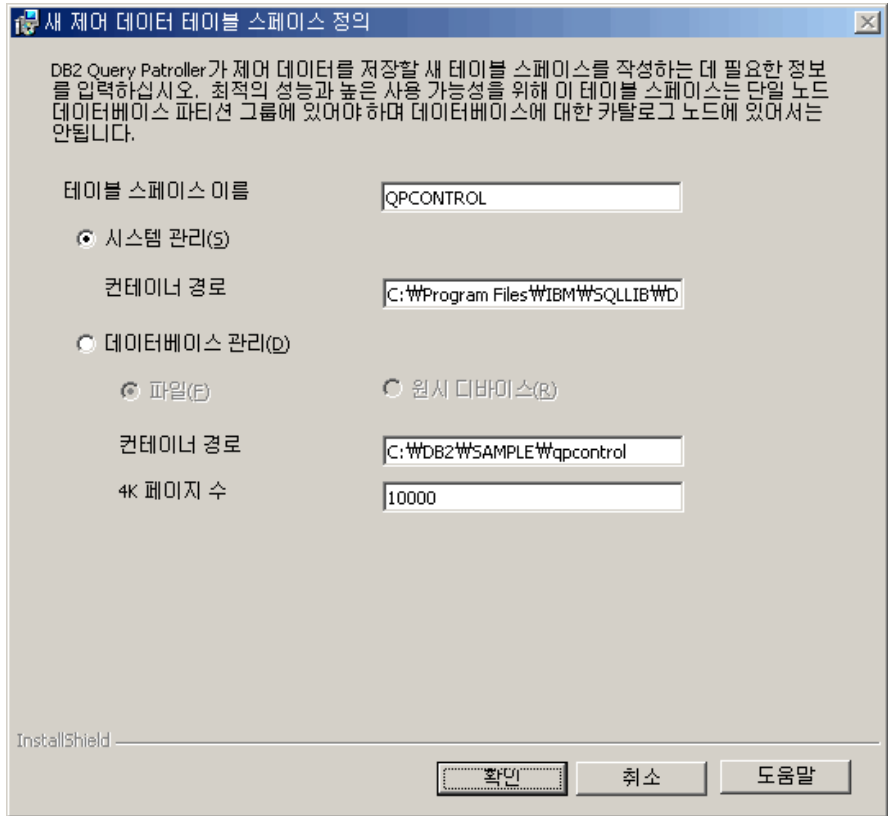 새 제어 데이터 테이블 스페이스 정의
DB2 Query Patroller가 제어 데이터를 저장할 새 테이블 스페이스를 작성하는 데 필요한 정보
를 입력하십시오. 최적의 성능과 높은 사용 가능성을 위해 이 테이블 스페이스는 단일 노드
데이터베이스 파티션 그룹에 있어야 하며 데이터베이스에 대한 카탈로그 노드에 있어서는
안됩니다.
테이블 스페이스 이름 QPCONTROL
시스템 관리(S)
컨테이너 경로 C:₩Program Files₩IBM₩SQLLIB₩D
데이터베이스 관리(D)
파일(F) 원시 디바이스(R)
컨테이너 경로 C:₩DB2₩SAMPLE₩qpcontrol
4K 페이지 수 10000
InstallShield
확인 취소 도움말